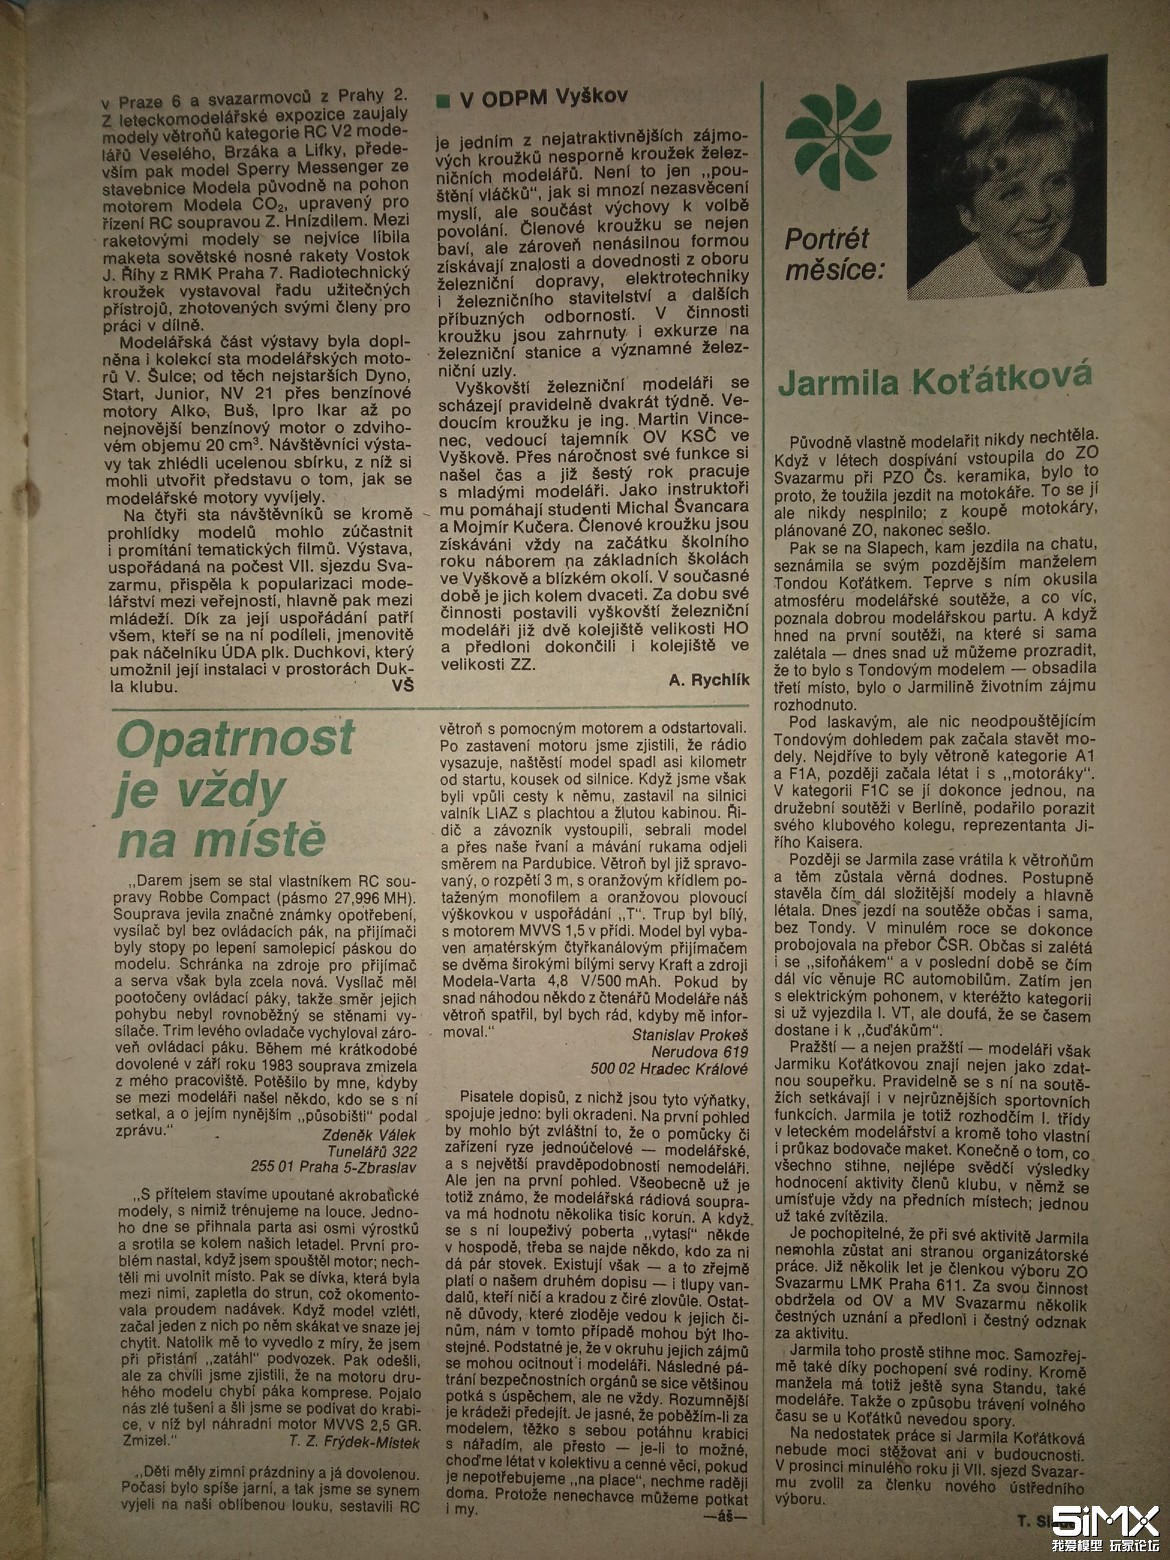 v Praze 6 a svazarmovců z Prahy 2.
Z leteckomodelářské expozice zaujaly
modely větroňů kategorie RC V2 mode-
lářů Veselého, Brzáka a Lifky, přede-
vším pak model Sperry Messenger ze
stavebnice Modela původně na pohon
motorem Modela CO₂, upravený pro
řízení RC soupravou Z. Hnízdilem. Mezi
raketovými modely se nejvíce líbila
maketa sovětské nosné rakety Vostok
J. Říhy z RMK Praha 7. Radiotechnický
kroužek vystavoval řadu užitečných
přístrojů, zhotovených svými členy pro
práci v dílně.
Modelářská část výstavy byla dopl-
něna i kolekcí sta modelářských moto-
rů V. Šulce; od těch nejstarších Dyno,
Start, Junior, NV 21 přes benzínové
motory Alko, Buš, Ipro Ikar až po
nejnovější benzínový motor o zdviho-
vém objemu 20 cm³. Návštěvníci výsta-
vy tak zhlédli ucelenou sbírku, z níž si
mohli utvořit představu o tom, jak se
modelářské motory vyvíjely.
Na čtyři sta návštěvníků se kromě
prohlídky modelů mohlo zúčastnit
i promítání tematických filmů. Výstava,
uspořádaná na počest VII. sjezdu Sva-
zarmu, přispěla k popularizaci mode-
lářství mezi veřejností, hlavně pak mezi
mládeží. Dík za její uspořádání patří
všem, kteří se na ní podíleli, jmenovitě
pak náčelníku ÚDA plk. Duchkovi, který
umožnil její instalaci v prostorách Duk-
la klubu. VŠ
V ODPM Vyškov
je jedním z nejatraktivnějších zájmo-
vých kroužků nesporně kroužek želez-
ničních modelářů. Není to jen „pou-
štění vláčků“, jak si mnozí nezasvěcení
myslí, ale součást výchovy k volbě
povolání. Členové kroužku se nejen
baví, ale zároveň nenásilnou formou
získávají znalosti a dovednosti z oboru
železniční dopravy, elektrotechniky
i železničního stavitelství a dalších
příbuzných odborností. V činnosti
kroužku jsou zahrnuty i exkurze na
železniční stanice a významné želez-
niční uzly.
Vyškovští železniční modeláři se
scházejí pravidelně dvakrát týdně. Ve-
doucím kroužku je ing. Martin Vince-
nec, vedoucí tajemník OV KSČ ve
Vyškově. Přes náročnost své funkce si
našel čas a již šestý rok pracuje
s mladými modeláři. Jako instruktoři
mu pomáhají studenti Michal Švancara
a Mojmír Kučera. Členové kroužku jsou
získáváni vždy na začátku školního
roku náborem na základních školách
ve Vyškově a blízkém okolí. V současné
době je jich kolem dvaceti. Za dobu své
činnosti postavili vyškovští železniční
modeláři již dvě kolejiště velikosti HO
a předloni dokončili i kolejiště ve
velikosti ZZ.
A. Rychlík
Opatrnost
je vždy
na místě
„Darem jsem se stal vlastníkem RC sou-
pravy Robbe Compact (pásmo 27,996 MH).
Souprava jevila značné známky opotřebení,
vysílač byl bez ovládacích pák, na přijímači
byly stopy po lepení samolepicí páskou do
modelu. Schránka na zdroje pro přijímač
a serva však byla zcela nová. Vysílač měl
pootočeny ovládací páky, takže směr jejich
pohybu nebyl rovnoběžný se stěnami vy-
sílače. Trim levého ovladače vychyloval záro-
veň ovládací páku. Během mé krátkodobé
dovolené v září roku 1983 souprava zmizela
z mého pracoviště. Potěšilo by mne, kdyby
se mezi modeláři našel někdo, kdo se s ní
setkal, a o jejím nynějším „působišti“ podal
zprávu.“
Zdeněk Válek
Tunelářů 322
255 01 Praha 5-Zbraslav
„S přítelem stavíme upoutané akrobatické
modely, s nimiž trénujeme na louce. Jedno-
ho dne se přihnala parta asi osmi výrostků
a srotila se kolem našich letadel. První pro-
blém nastal, když jsem spouštěl motor; nech-
těli mi uvolnit místo. Pak se dívka, která byla
mezi nimi, zapletla do strun, což okomento-
vala proudem nadávek. Když model vzlétl,
začal jeden z nich po něm skákat ve snaze jej
chytit. Natolik mě to vyvedlo z míry, že jsem
při přistání „zatáhl“ podvozek. Pak odešli,
ale za chvíli jsme zjistili, že na motoru dru-
hého modelu chybí páka komprese. Pojalo
nás zlé tušení a šli jsme se podívat do krabi-
ce, v níž byl náhradní motor MVVS 2,5 GR.
Zmizel.“ T. Z. Frýdek-Místek
„Děti měly zimní prázdniny a já dovolenou.
Počasí bylo spíše jarní, a tak jsme se synem
vyjeli na naši oblíbenou louku, sestavili RC
větroň s pomocným motorem a odstartovali.
Po zastavení motoru jsme zjistili, že rádio
vysazuje, naštěstí model spadl asi kilometr
od startu, kousek od silnice. Když jsme však
byli vpůli cesty k němu, zastavil na silnici
valník LIAZ s plachtou a žlutou kabinou. Ři-
dič a závozník vystoupili, sebrali model
a přes naše řvaní a mávání rukama odjeli
směrem na Pardubice. Větroň byl již spravo-
vaný, o rozpětí 3 m, s oranžovým křídlem po-
taženým monofilem a oranžovou plovoucí
výškovkou v uspořádání „T“. Trup byl bílý,
s motorem MVVS 1,5 v přídi. Model byl vyba-
ven amatérským čtyřkanálovým přijímačem
se dvěma širokými bílými servy Kraft a zdroji
Modela-Varta 4,8 V/500 mAh. Pokud by
snad náhodou někdo z čtenářů Modeláře náš
větroň spatřil, byl bych rád, kdyby mě infor-
moval.“
Stanislav Prokeš
Nerudova 619
500 02 Hradec Králové
Pisatele dopisů, z nichž jsou tyto výňatky,
spojuje jedno: byli okradeni. Na první pohled
by mohlo být zvláštní to, že o pomůcky či
zařízení ryze jednoúčelové — modelářské,
a s největší pravděpodobností nemodeláři.
Ale jen na první pohled. Všeobecně už je
totiž známo, že modelářská rádiová soupra-
va má hodnotu několika tisíc korun. A když
se s ní loupeživý poberta „vytasí“ někde
v hospodě, třeba se najde někdo, kdo za ni
dá pár stovek. Existují však — a to zřejmě
platí o našem druhém dopisu — i tlupy van-
dalů, kteří ničí a kradou z čiré zlovůle. Ostat-
ně důvody, které zloděje vedou k jejich či-
nům, nám v tomto případě mohou být lho-
stejné. Podstatné je, že v okruhu jejich zájmů
se mohou ocitnout i modeláři. Následné pá-
trání bezpečnostních orgánů se sice většinou
potká s úspěchem, ale ne vždy. Rozumnější
je krádeži předejít. Je jasné, že poběžím-li za
modelem, těžko s sebou potáhnu krabici
s nářadím, ale přesto — je-li to možné,
choďme létat v kolektivu a cenné věci, pokud
je nepotřebujeme „na place“, nechme raději
doma. Protože nenechavce můžeme potkat
i my.
—áš—
Portrét
měsíce:
Jarmila Koťátková
Původně vlastně modelařit nikdy nechtěla.
Když v létech dospívání vstoupila do ZO
Svazarmu při PZO Čs. keramika, bylo to
proto, že toužila jezdit na motokáře. To se jí
ale nikdy nesplnilo; z koupě motokáry,
plánované ZO, nakonec sešlo.
Pak se na Slapech, kam jezdila na chatu,
seznámila se svým pozdějším manželem
Tondou Koťátkem. Teprve s ním okusila
atmosféru modelářské soutěže, a co víc,
poznala dobrou modelářskou partu. A když
hned na první soutěži, na které si sama
zalétala — dnes snad už můžeme prozradit,
že to bylo s Tondovým modelem — obsadila
třetí místo, bylo o Jarmilině životním zájmu
rozhodnuto.
Pod laskavým, ale nic neodpouštějícím
Tondovým dohledem pak začala stavět mo-
dely. Nejdříve to byly větroně kategorie A1
a F1A, později začala létat i s „motoráky“.
V kategorii F1C se jí dokonce jednou, na
družební soutěži v Berlíně, podařilo porazit
svého klubového kolegu, reprezentanta Ji-
řího Kaisera.
Později se Jarmila zase vrátila k větroňům
a těm zůstala věrná dodnes. Postupně
stavěla čím dál složitější modely a hlavně
létala. Dnes jezdí na soutěže občas i sama,
bez Tondy. V minulém roce se dokonce
probojovala na přebor ČSR. Občas si zalétá
i se „sifoňákem“ a v poslední době se čím
dál víc věnuje RC automobilům. Zatím jen
s elektrickým pohonem, v kteréžto kategorii
si už vyjezdila I. VT, ale doufá, že se časem
dostane i k „čuďákům“.
Pražští — a nejen pražští — modeláři však
Jarmiku Koťátkovou znají nejen jako zdat-
nou soupeřku. Pravidelně se s ní na soutě-
žích setkávají i v nejrůznějších sportovních
funkcích. Jarmila je totiž rozhodčím I. třídy
v leteckém modelářství a kromě toho vlastní
i průkaz bodovače maket. Konečně o tom, co
všechno stihne, nejlépe svědčí výsledky
hodnocení aktivity členů klubu, v němž se
umísťuje vždy na předních místech; jednou
už také zvítězila.
Je pochopitelné, že při své aktivitě Jarmila
nemohla zůstat ani stranou organizátorské
práce. Již několik let je členkou výboru ZO
Svazarmu LMK Praha 611. Za svou činnost
obdržela od OV a MV Svazarmu několik
čestných uznání a předloni i čestný odznak
za aktivitu.
Jarmila toho prostě stihne moc. Samozřej-
mě také díky pochopení své rodiny. Kromě
manžela má totiž ještě syna Standu, také
modeláře. Takže o způsobu trávení volného
času se u Koťátků nevedou spory.
Na nedostatek práce si Jarmila Koťátková
nebude moci stěžovat ani v budoucnosti.
V prosinci minulého roku ji VII. sjezd Svazar-
mu zvolil za členku nového ústředního
výboru.
T.
5iMX
我爱模型 玩家论坛